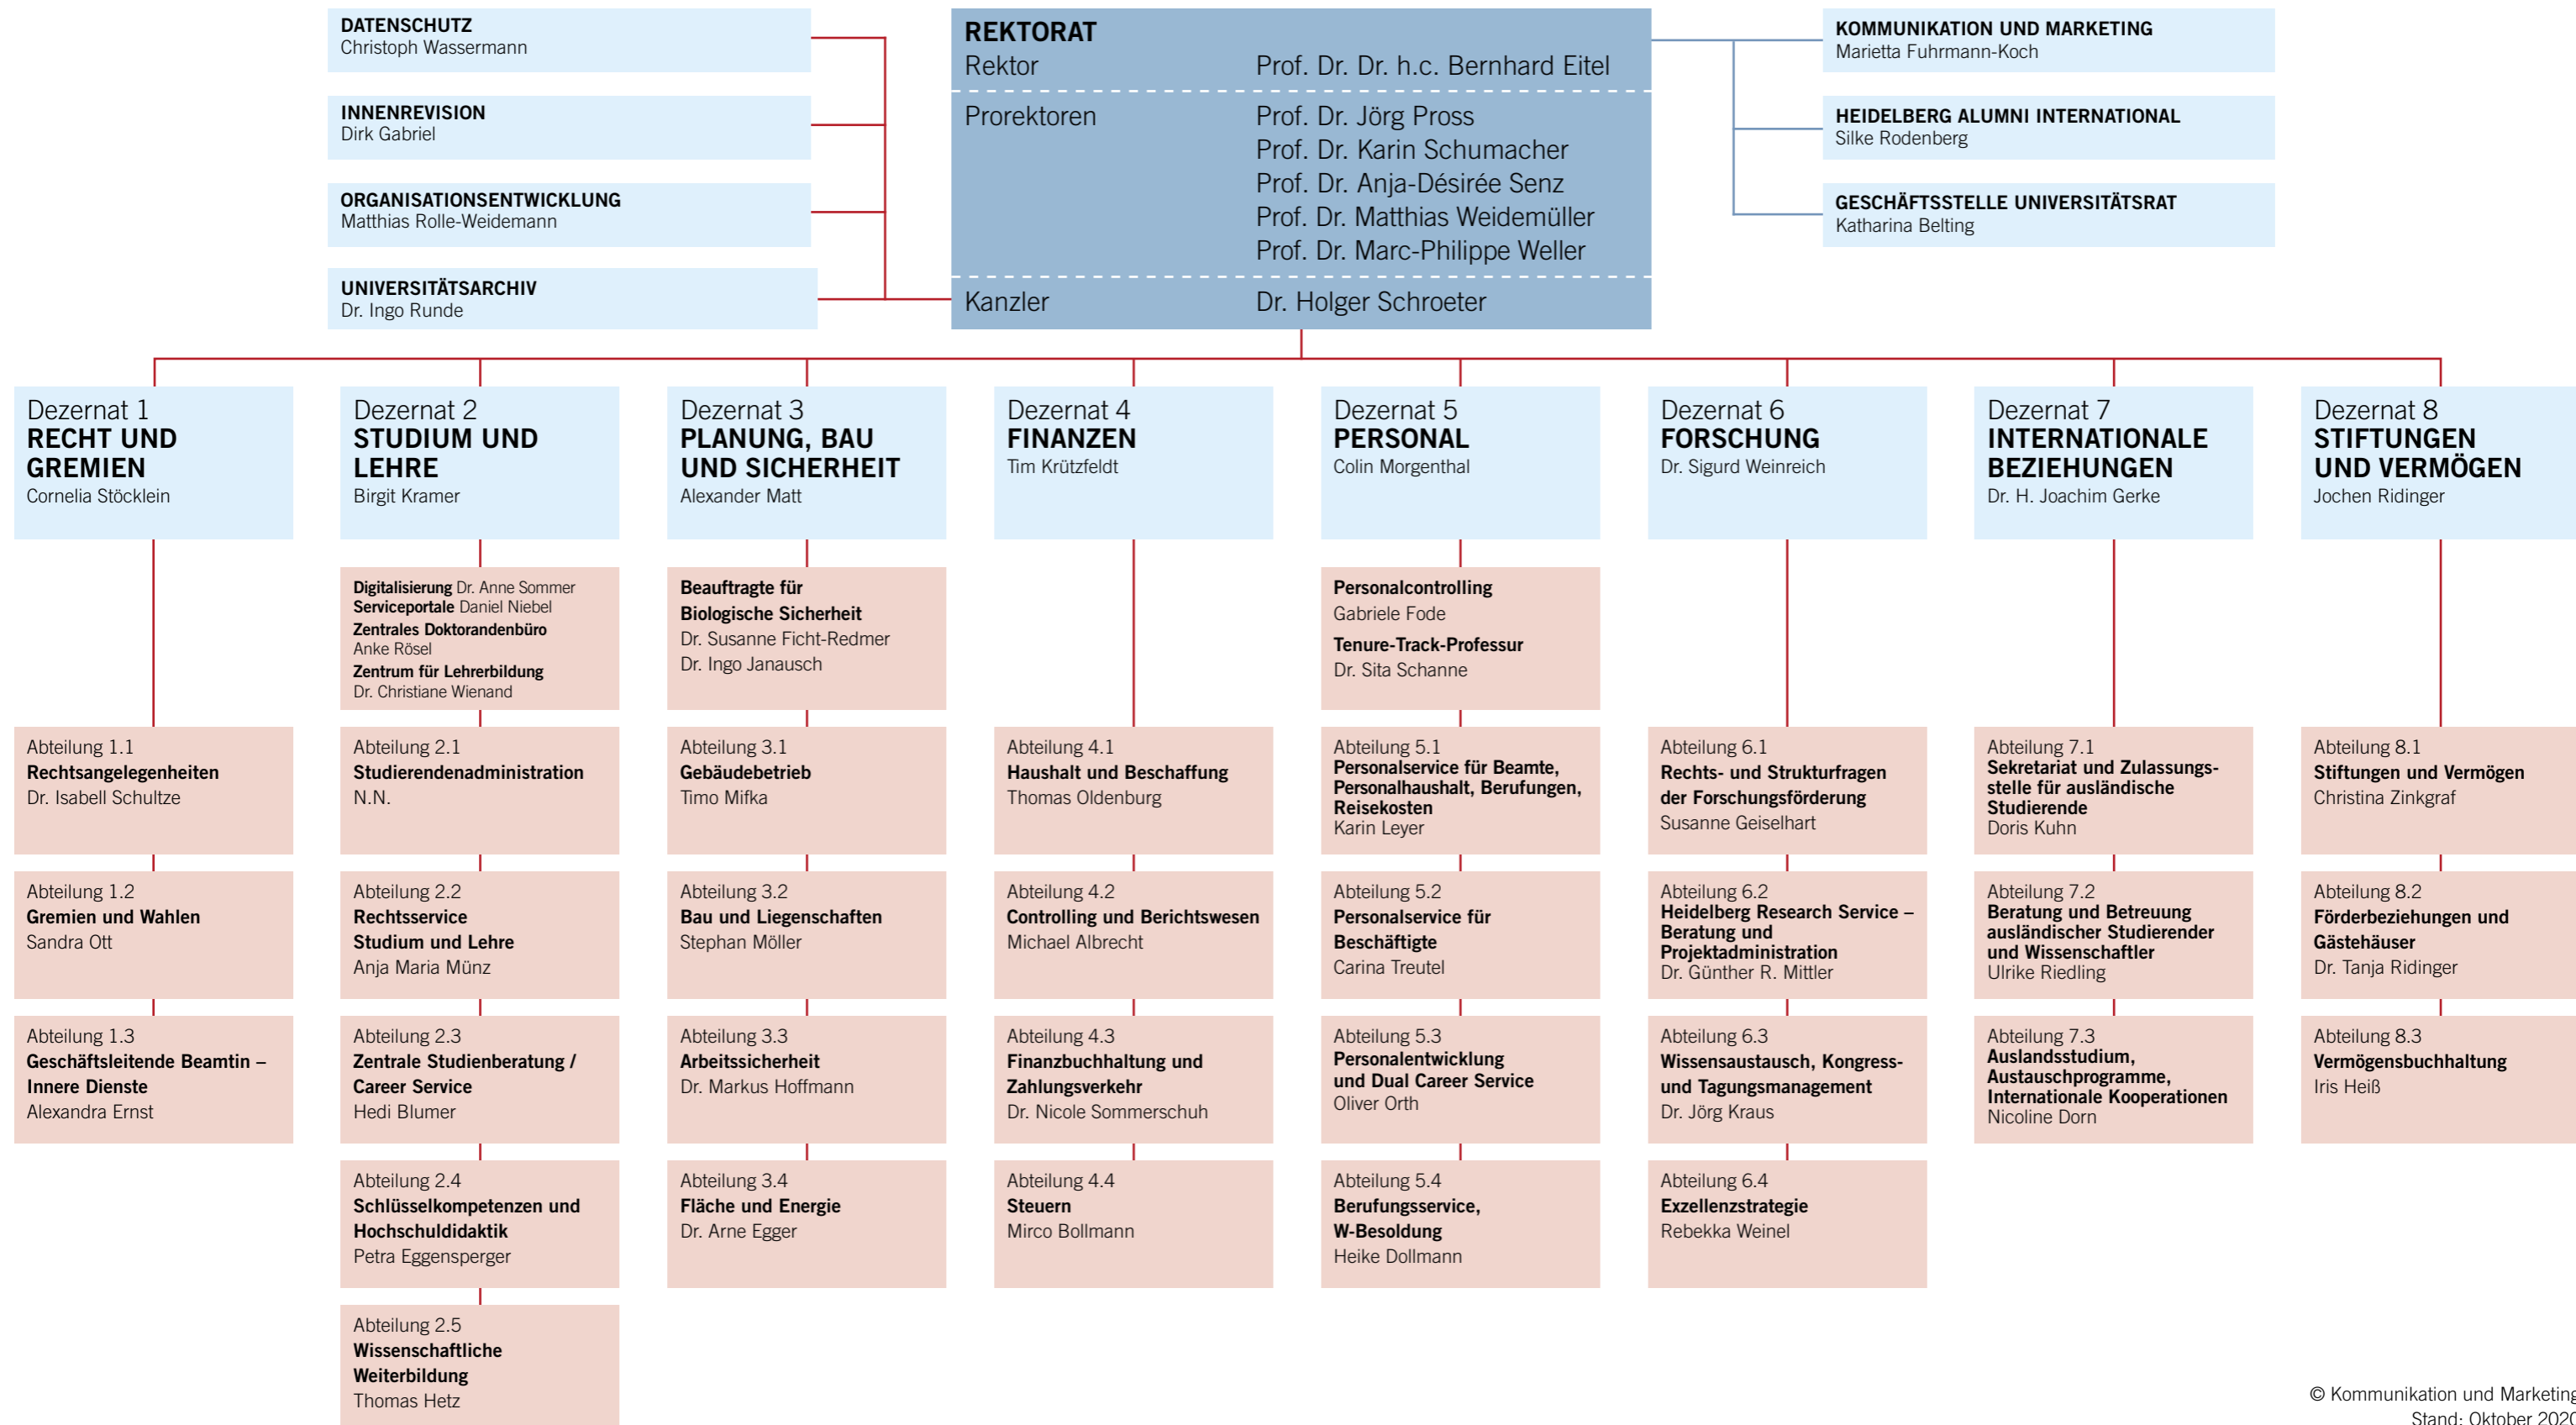 DATENSCHUTZ
Christoph Wassermann
INNENREVISION
Dirk Gabriel
ORGANISATIONSENTWICKLUNG
Matthias Rolle-Weidemann
UNIVERSITÄTSARCHIV
Dr. Ingo Runde
REKTORAT
Rektor Prof. Dr. Dr. h.c. Bernhard Eitel
Prorektoren Prof. Dr. Jörg Pross
Prof. Dr. Karin Schumacher
Prof. Dr. Anja-Désirée Senz
Prof. Dr. Matthias Weidemüller
Prof. Dr. Marc-Philippe Weller
Kanzler Dr. Holger Schroeter
KOMMUNIKATION UND MARKETING
Marietta Fuhrmann-Koch
HEIDELBERG ALUMNI INTERNATIONAL
Silke Rodenberg
GESCHÄFTSSTELLE UNIVERSITÄTSRAT
Katharina Belting
Dezernat 1
RECHT UND
GREMIEN
Cornelia Stöcklein
Abteilung 1.1
Rechtsangelegenheiten
Dr. Isabell Schultze
Abteilung 1.2
Gremien und Wahlen
Sandra Ott
Abteilung 1.3
Geschäftsleitende Beamtin –
Innere Dienste
Alexandra Ernst
Dezernat 2
STUDIUM UND
LEHRE
Birgit Kramer
Digitalisierung Dr. Anne Sommer
Serviceportale Daniel Niebel
Zentrales Doktorandenbüro
Anke Rösel
Zentrum für Lehrerbildung
Dr. Christiane Wienand
Abteilung 2.1
Studierendenadministration
N.N.
Abteilung 2.2
Rechtsservice
Studium und Lehre
Anja Maria Münz
Abteilung 2.3
Zentrale Studienberatung /
Career Service
Hedi Blumer
Abteilung 2.4
Schlüsselkompetenzen und
Hochschuldidaktik
Petra Eggensperger
Abteilung 2.5
Wissenschaftliche
Weiterbildung
Thomas Hetz
Dezernat 3
PLANUNG, BAU
UND SICHERHEIT
Alexander Matt
Beauftragte für
Biologische Sicherheit
Dr. Susanne Ficht-Redmer
Dr. Ingo Janausch
Abteilung 3.1
Gebäudebetrieb
Timo Mifka
Abteilung 3.2
Bau und Liegenschaften
Stephan Möller
Abteilung 3.3
Arbeitssicherheit
Dr. Markus Hoffmann
Abteilung 3.4
Fläche und Energie
Dr. Arne Egger
Dezernat 4
FINANZEN
Tim Krützfeldt
Abteilung 4.1
Haushalt und Beschaffung
Thomas Oldenburg
Abteilung 4.2
Controlling und Berichtswesen
Michael Albrecht
Abteilung 4.3
Finanzbuchhaltung und
Zahlungsverkehr
Dr. Nicole Sommerschuh
Abteilung 4.4
Steuern
Mirco Bollmann
Dezernat 5
PERSONAL
Colin Morgenthal
Personalcontrolling
Gabriele Fode
Tenure-Track-Professur
Dr. Sita Schanne
Abteilung 5.1
Personalservice für Beamte,
Personalhaushalt, Berufungen,
Reisekosten
Karin Leyer
Abteilung 5.2
Personalservice für
Beschäftigte
Carina Treutel
Abteilung 5.3
Personalentwicklung
und Dual Career Service
Oliver Orth
Abteilung 5.4
Berufungsservice,
W-Besoldung
Heike Dollmann
Dezernat 6
FORSCHUNG
Dr. Sigurd Weinreich
Abteilung 6.1
Rechts- und Strukturfragen
der Forschungsförderung
Susanne Geiselhart
Abteilung 6.2
Heidelberg Research Service –
Beratung und
Projektadministration
Dr. Günther R. Mittler
Abteilung 6.3
Wissensaustausch, Kongress-
und Tagungsmanagement
Dr. Jörg Kraus
Abteilung 6.4
Exzellenzstrategie
Rebekka Weinel
Dezernat 7
INTERNATIONALE
BEZIEHUNGEN
Dr. H. Joachim Gerke
Abteilung 7.1
Sekretariat und Zulassungs-
stelle für ausländische
Studierende
Doris Kuhn
Abteilung 7.2
Beratung und Betreuung
ausländischer Studierender
und Wissenschaftler
Ulrike Riedling
Abteilung 7.3
Auslandsstudium,
Austauschprogramme,
Internationale Kooperationen
Nicoline Dorn
Dezernat 8
STIFTUNGEN
UND VERMÖGEN
Jochen Ridinger
Abteilung 8.1
Stiftungen und Vermögen
Christina Zinkgraf
Abteilung 8.2
Förderbeziehungen und
Gästehäuser
Dr. Tanja Ridinger
Abteilung 8.3
Vermögensbuchhaltung
Iris Heiß
© Kommunikation und Marketing
Stand: Oktober 2020